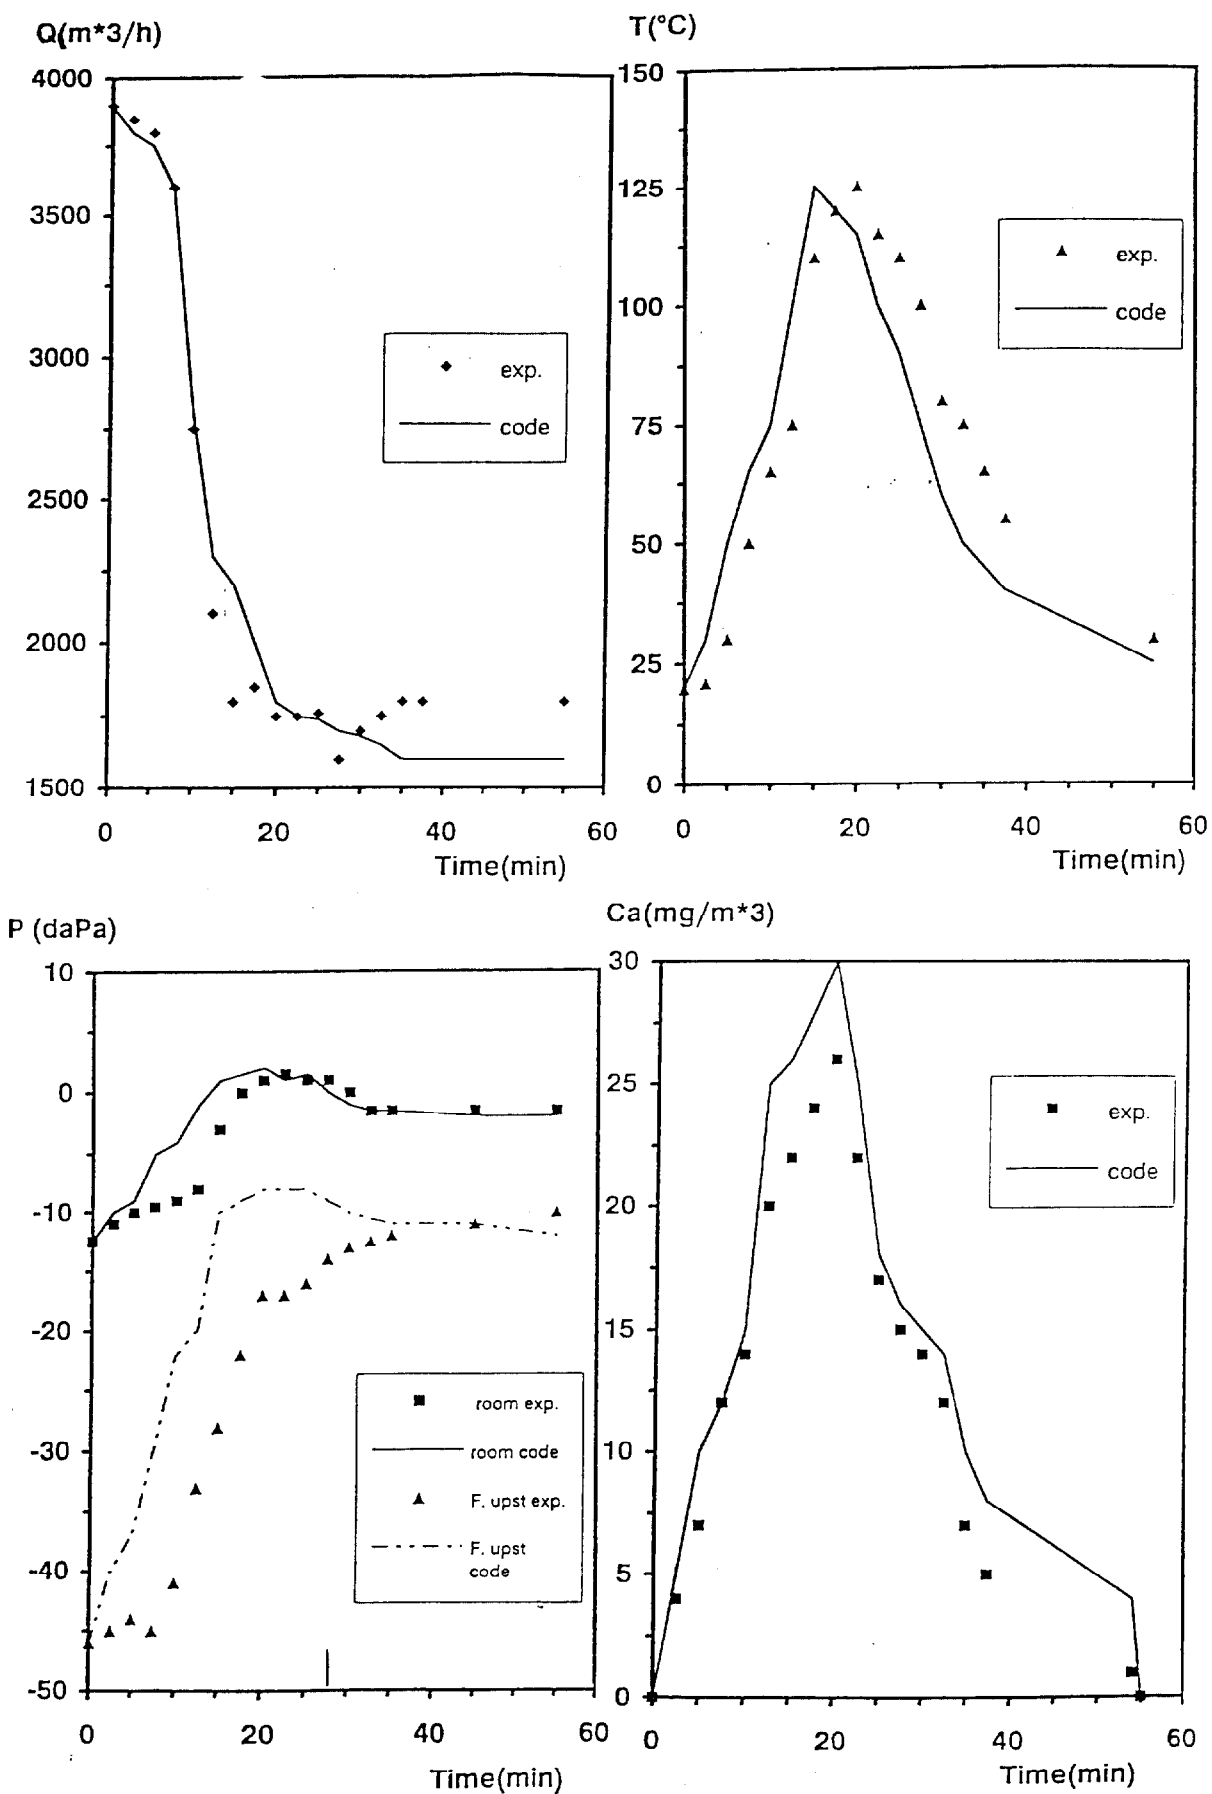 Q(m*3/h)
4000
3500
3000
2500
2000
1500
0 20 40 60
Time(min)
exp.
code
T(°C)
150
125
100
75
50
25
0
0 20 40 60
Time(min)
exp.
code
P (daPa)
10
0
-10
-20
-30
-40
-50
0 20 40 60
Time(min)
room exp.
room code
F. upst exp.
F. upst
code
Ca(mg/m*3)
30
25
20
15
10
5
0
0 20 40 60
Time(min)
exp.
code